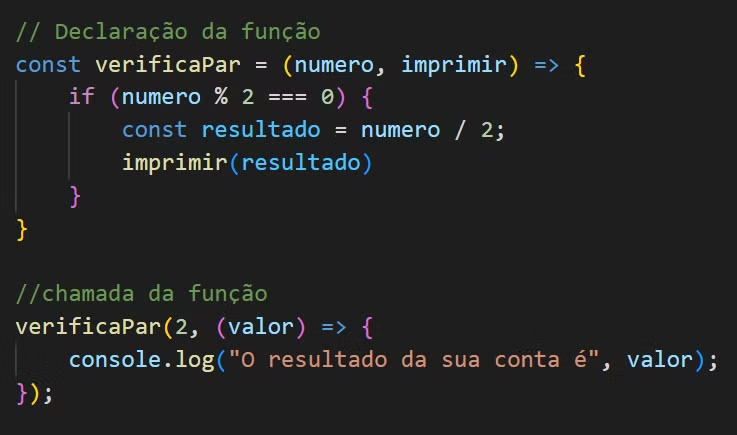 // Declaração da função
const verificaPar = (numero, imprimir) => {
    if (numero % 2 === 0) {
        const resultado = numero / 2;
        imprimir(resultado)
    }
}

//chamada da função
verificaPar(2, (valor) => {
    console.log("O resultado da sua conta é", valor);
});